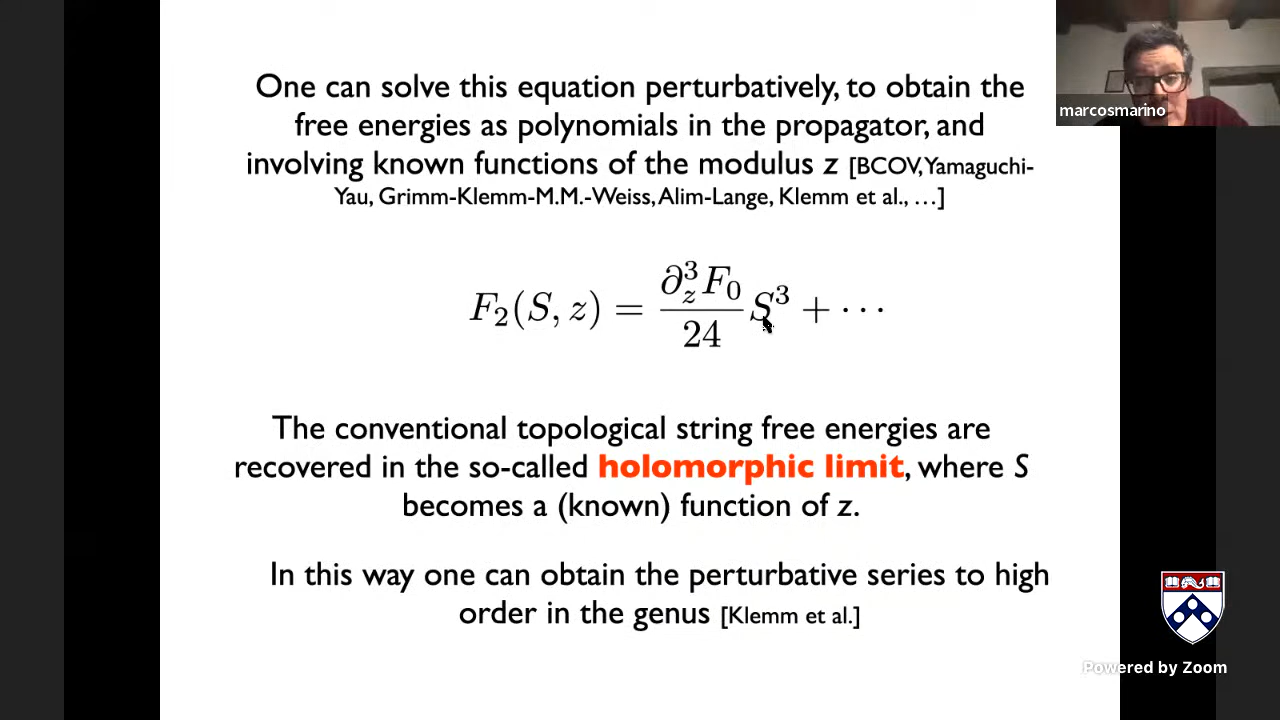 One can solve this equation perturbatively, to obtain the
free energies as polynomials in the propagator, and
involving known functions of the modulus z [BCOV, Yamaguchi-
Yau, Grimm-Klemm-M.M.-Weiss, Alim-Lange, Klemm et al., …]
F₂(S, z) = ∂_z³F₀/24 S³ + ⋯
The conventional topological string free energies are
recovered in the so-called holomorphic limit, where S
becomes a (known) function of z.
In this way one can obtain the perturbative series to high
order in the genus [Klemm et al.]
marcosmarino
Powered by Zoom